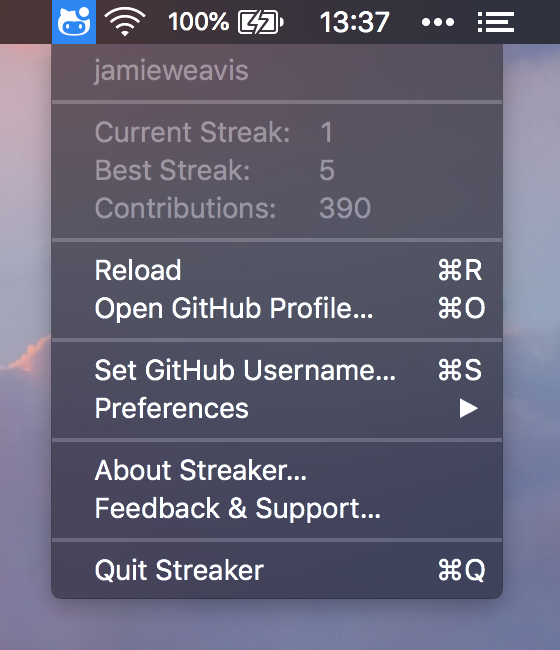 100% 13:37
jamieweavis
Current Streak: 1
Best Streak: 5
Contributions: 390
Reload ⌘R
Open GitHub Profile... ⌘O
Set GitHub Username... ⌘S
Preferences ▶
About Streaker...
Feedback & Support...
Quit Streaker ⌘Q